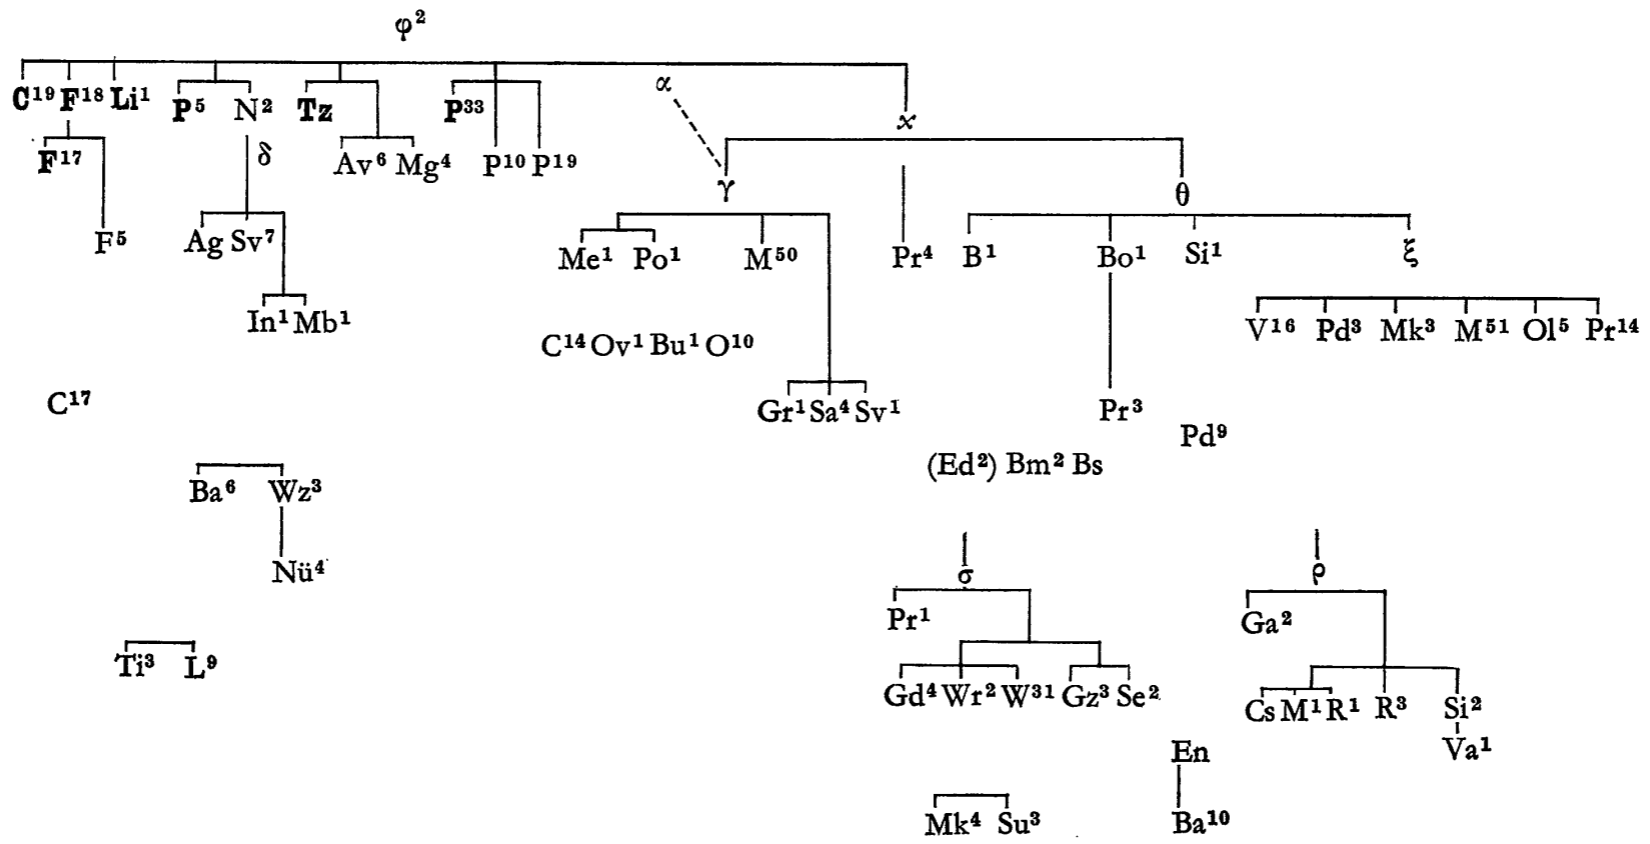 φ²
C¹⁹ F¹⁸ Li¹ P⁵ N² Tz P³³ α x
F¹⁷ δ Av⁶ Mg⁴ P¹⁰ P¹⁹
γ θ
F⁵ Ag Sv⁷ Me¹ Po¹ M⁵⁰ Pr⁴ B¹ Bo¹ Si¹ ξ
In¹ Mb¹ V¹⁶ Pd³ Mk³ M⁵¹ Ol⁵ Pr¹⁴
C¹⁴ Ov¹ Bu¹ O¹⁰
C¹⁷ Gr¹ Sa⁴ Sv¹ Pr³
Pd⁹
(Ed²) Bm² Bs
Ba⁶ Wz³
Nü⁴ σ ρ
Pr¹ Ga²
Ti³ L⁹
Gd⁴ Wr² W³¹ Gz³ Se² Cs M¹ R¹ R³ Si²
En Va¹
Mk⁴ Su³ Ba¹⁰